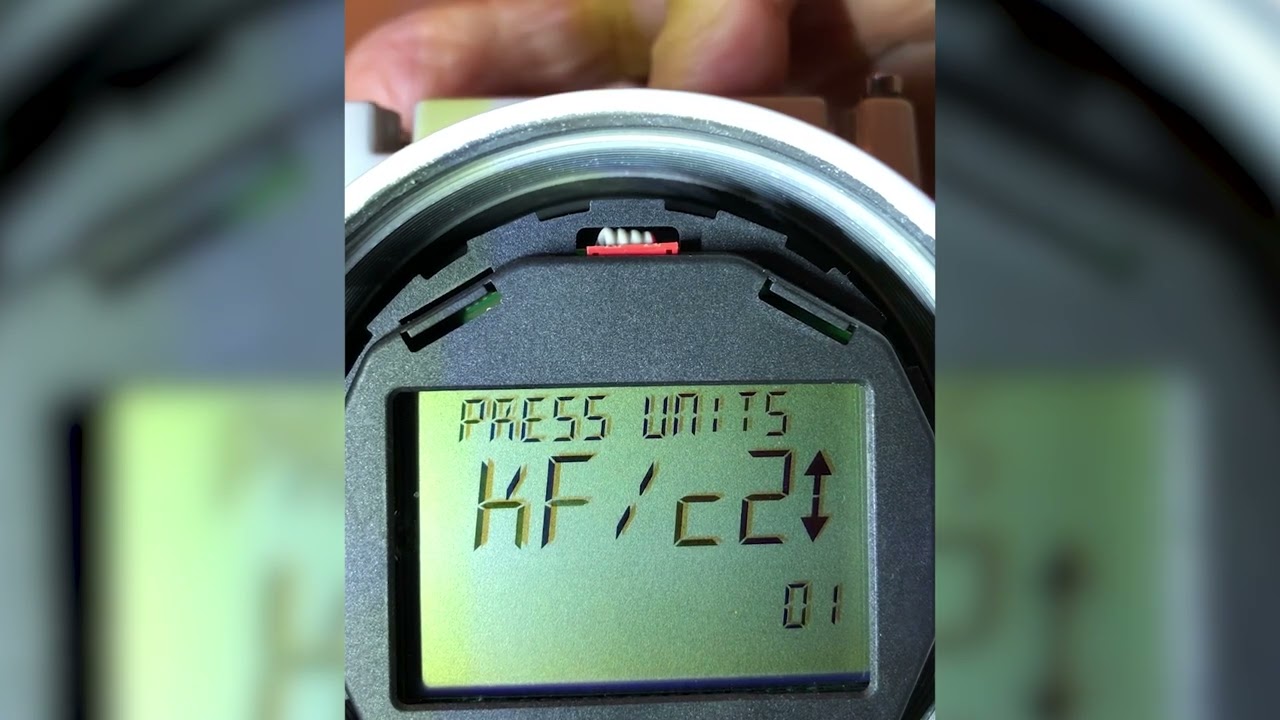 PRESS UNITS
KF/c2
01